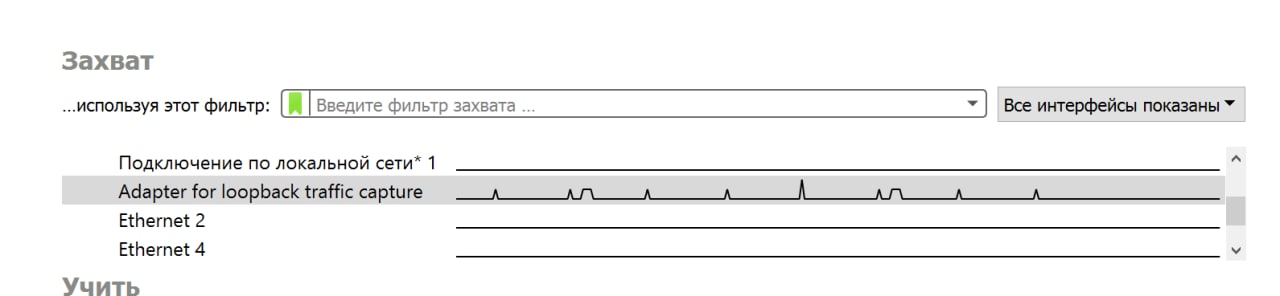 Захват
...используя этот фильтр: Введите фильтр захвата ... Все интерфейсы показаны
Подключение по локальной сети* 1
Adapter for loopback traffic capture
Ethernet 2
Ethernet 4
Учить